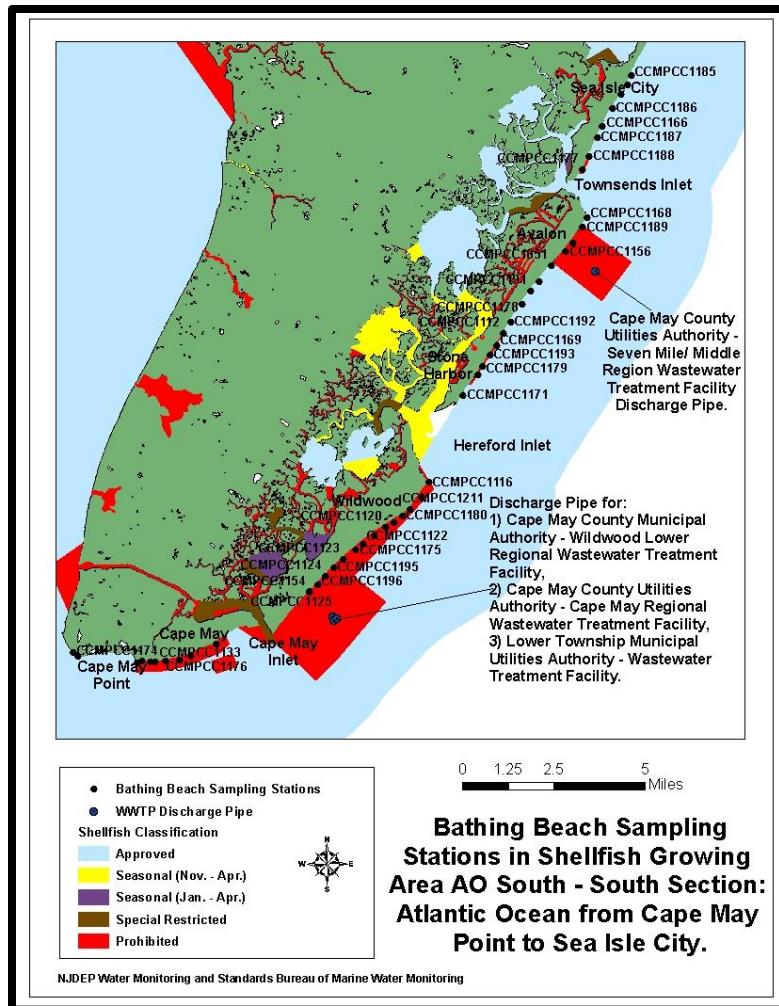 CCMPCC1185
Sea Isle City
CCMPCC1186
CCMPCC1166
CCMPCC1187
CCMPCC1177
CCMPCC1188
Townsends Inlet
CCMPCC1168
Avalon
CCMPCC1189
CCMPCC1156
CCMPCC1178
CCMPCC1112
CCMPCC1192
Cape May County
Utilities Authority -
Seven Mile/ Middle
Region Wastewater
Treatment Facility
Discharge Pipe.
CCMPCC1169
Stone
Harbor
CCMPCC1193
CCMPCC1179
CCMPCC1171
Hereford Inlet
CCMPCC1116
Wildwood
CCMPCC1211
CCMPCC1120
CCMPCC1180
CCMPCC1122
CCMPCC1123
CCMPCC1175
CCMPCC1124
CCMPCC1195
CCMPCC1154
CCMPCC1196
CCMPCC1125
Discharge Pipe for:
1) Cape May County Municipal
Authority - Wildwood Lower
Regional Wastewater Treatment
Facility,
2) Cape May County Utilities
Authority - Cape May Regional
Wastewater Treatment Facility,
3) Lower Township Municipal
Utilities Authority - Wastewater
Treatment Facility.
Cape May
Cape May
Inlet
CCMPCC1174
CCMPCC1133
Cape May
Point
CCMPCC1176
Bathing Beach Sampling Stations
WWTP Discharge Pipe
Shellfish Classification
Approved
Seasonal (Nov. - Apr.)
Seasonal (Jan. - Apr.)
Special Restricted
Prohibited
N
W E
S
0 1.25 2.5 5
Miles
Bathing Beach Sampling
Stations in Shellfish Growing
Area AO South - South Section:
Atlantic Ocean from Cape May
Point to Sea Isle City.
NJDEP Water Monitoring and Standards Bureau of Marine Water Monitoring